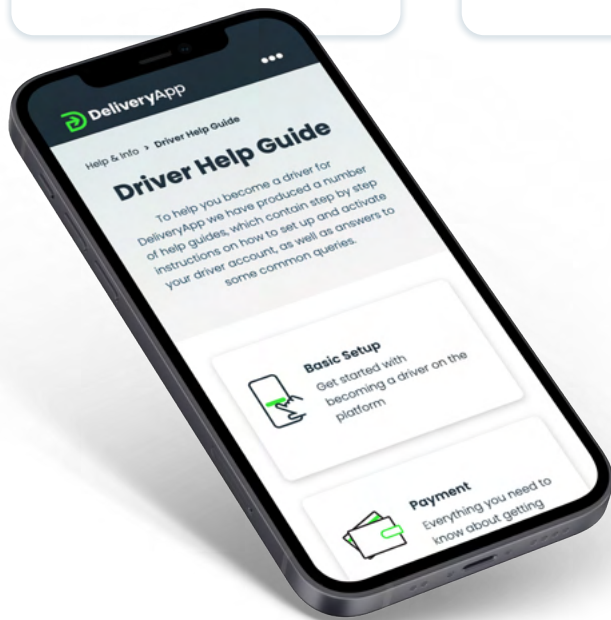 DeliveryApp
Help & Info > Driver Help Guide
Driver Help Guide
To help you become a driver for
DeliveryApp we have produced a number
of help guides, which contain step by step
instructions on how to set up and activate
your driver account, as well as answers to
some common queries.
Basic Setup
Get started with
becoming a driver on the
platform
Payment
Everything you need to
know about getting